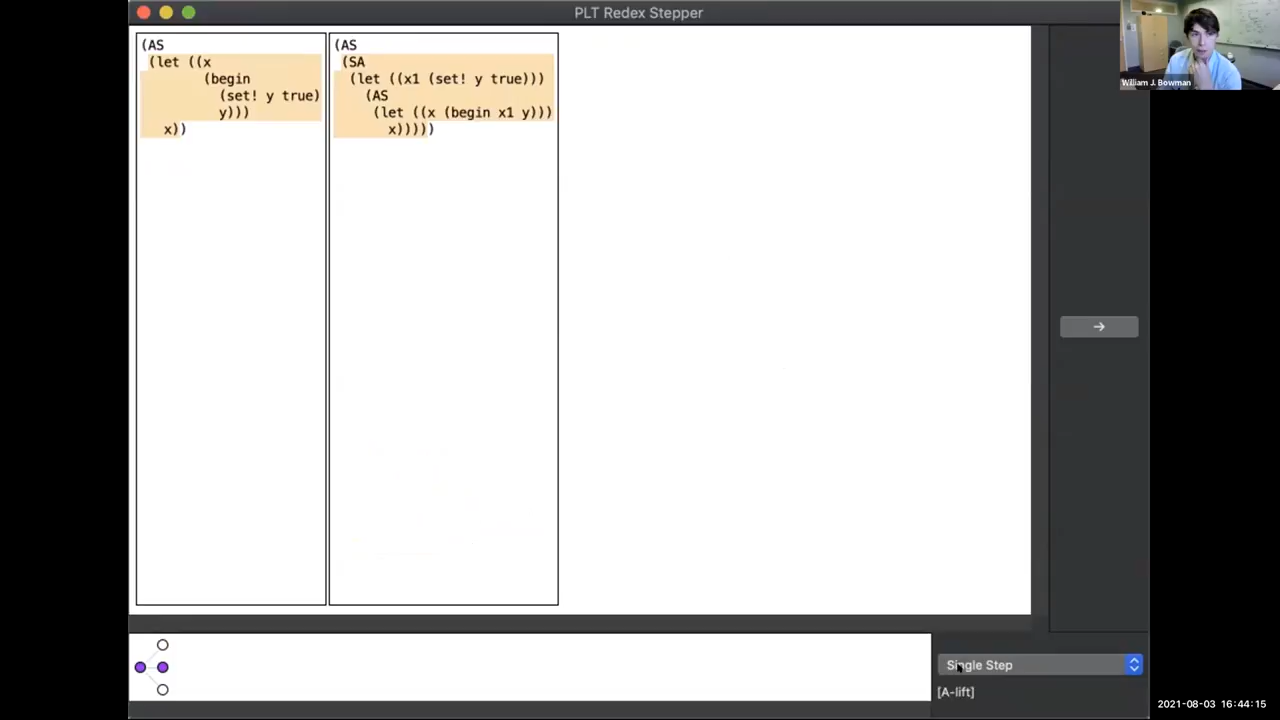 PLT Redex Stepper
(AS
(let ((x
(begin
(set! y true)
y)))
x))
(AS
(SA
(let ((x1 (set! y true)))
(AS
(let ((x (begin x1 y)))
x)))))
→
Single Step
[A-lift]
William J. Bowman
2021-08-03 16:44:15